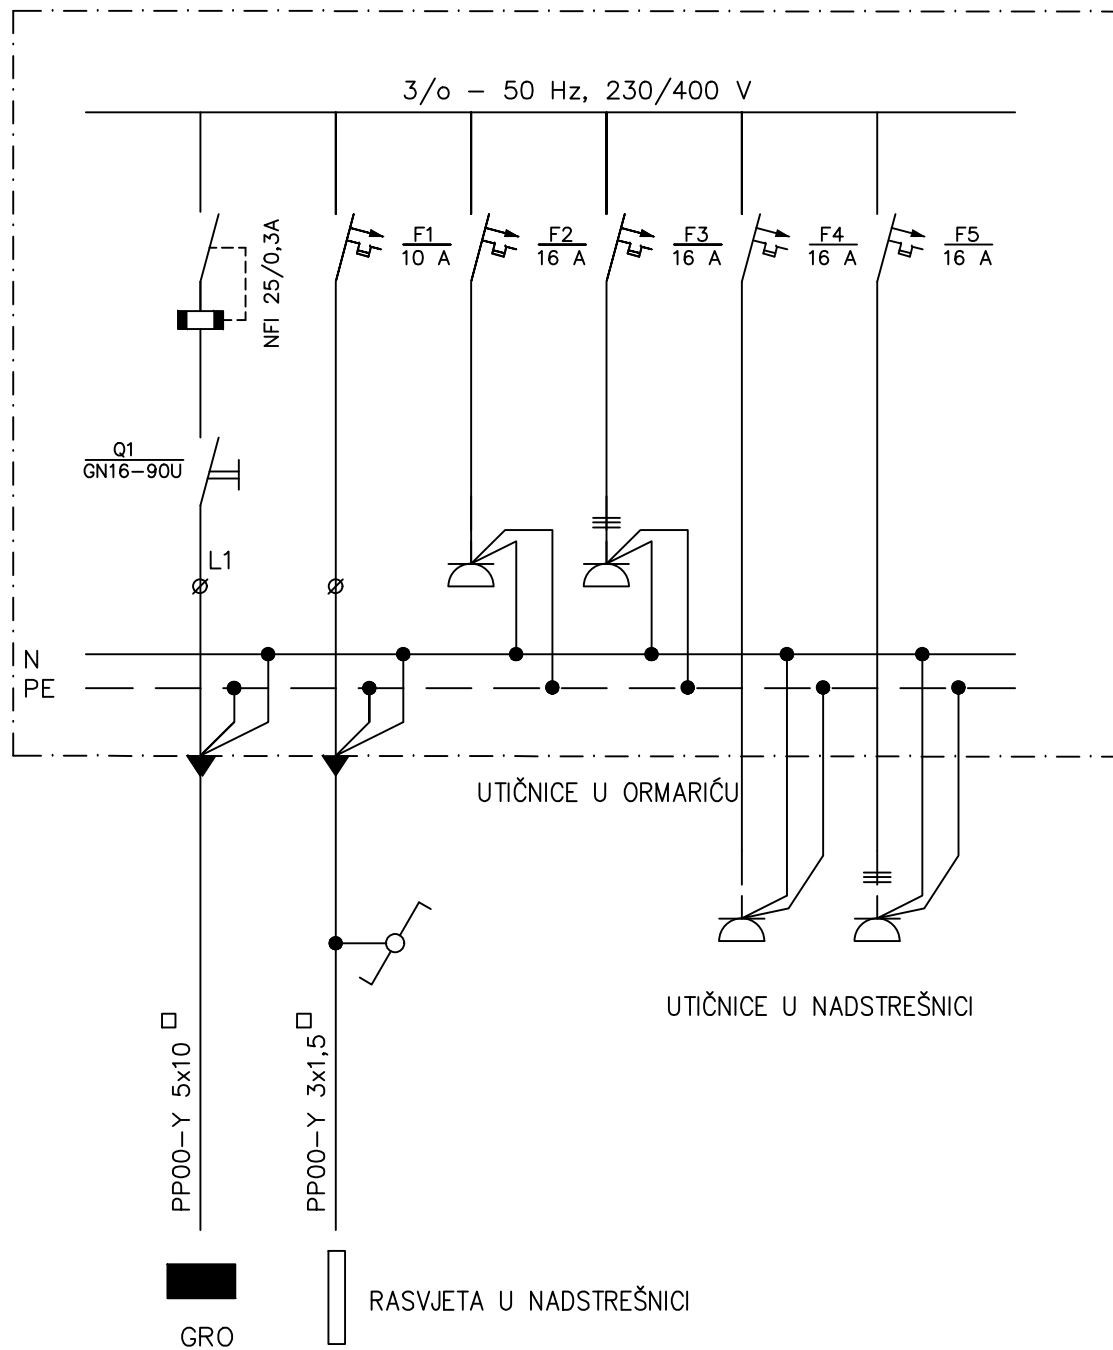 3/o - 50 Hz, 230/400 V
NFI 25/0,3A
F1
10 A
F2
16 A
F3
16 A
F4
16 A
F5
16 A
Q1
GN16-90U
L1
N
PE
UTIČNICE U ORMARIĆU
UTIČNICE U NADSTREŠNICI
PP00-Y 5x10 □
PP00-Y 3x1,5 □
RASVJETA U NADSTREŠNICI
GRO